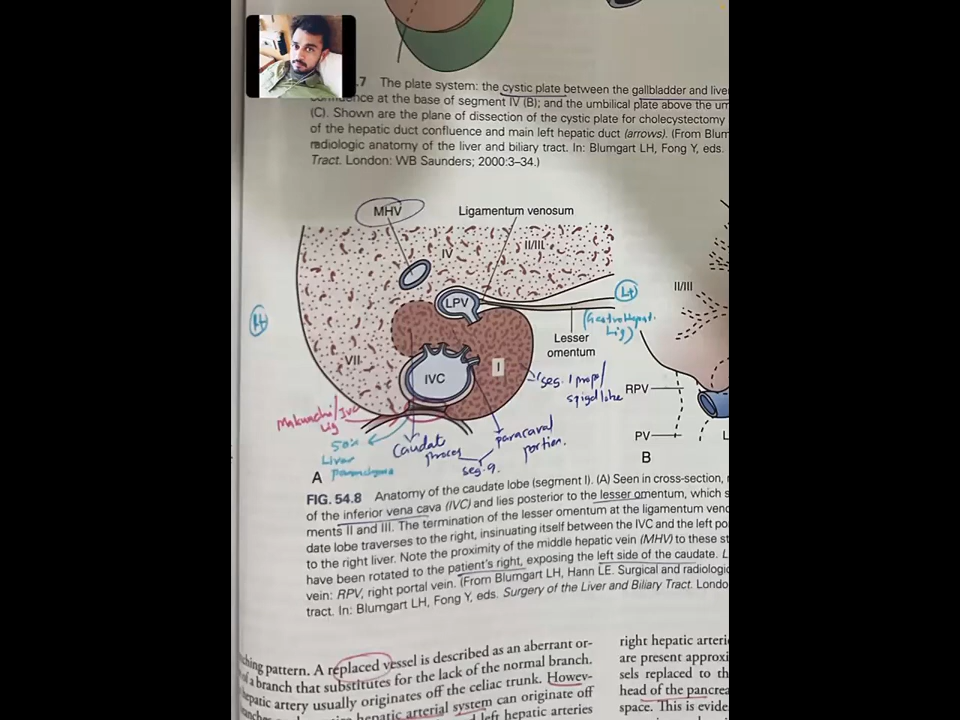 .7 The plate system: the cystic plate between the gallbladder and live
at the base of segment IV (B); and the umbilical plate above the um
(C). Shown are the plane of dissection of the cystic plate for cholecystectomy
of the hepatic duct confluence and main left hepatic duct (arrows). (From Blum
radiologic anatomy of the liver and biliary tract. In: Blumgart LH, Fong Y, eds.
Tract. London: WB Saunders; 2000:3–34.)
MHV
Ligamentum venosum
IV
II/III
LPV
Lt
(Gastrohepat. Lig)
Lesser
omentum
VII
I
IVC
seg. 1 prop/
spigel lobe
Ivc
Lig
50%
Liver
Caudate
process
paracaval
portion.
seg-9.
A
II/III
RPV
PV
L
B
FIG. 54.8 Anatomy of the caudate lobe (segment I). (A) Seen in cross-section,
of the inferior vena cava (IVC) and lies posterior to the lesser omentum, which s
ments II and III. The termination of the lesser omentum at the ligamentum veno
date lobe traverses to the right, insinuating itself between the IVC and the left po
to the right liver. Note the proximity of the middle hepatic vein (MHV) to these st
have been rotated to the patient's right, exposing the left side of the caudate. L
vein: RPV, right portal vein. (From Blumgart LH, Hann LE. Surgical and radiologic
tract. In: Blumgart LH, Fong Y, eds. Surgery of the Liver and Biliary Tract. Londo
ching pattern. A replaced vessel is described as an aberrant or-
of a branch that substitutes for the lack of the normal branch.
hepatic artery usually originates off the celiac trunk. Howev-
hepatic arterial system can originate off
left hepatic arteries
right hepatic arteri
are present approxi
sels replaced to th
head of the pancrea
space. This is evide